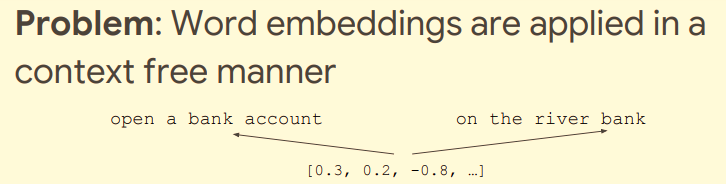 Problem: Word embeddings are applied in a
context free manner
open a bank account on the river bank
[0.3, 0.2, -0.8, …]